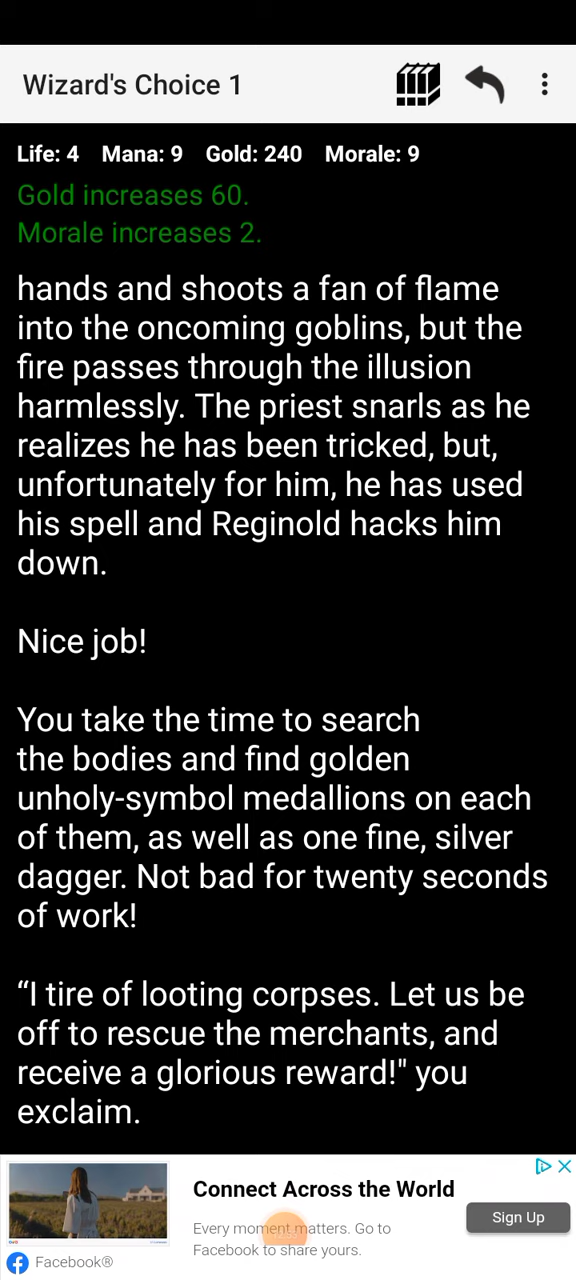 Wizard's Choice 1
Life: 4 Mana: 9 Gold: 240 Morale: 9
Gold increases 60.
Morale increases 2.
hands and shoots a fan of flame
into the oncoming goblins, but the
fire passes through the illusion
harmlessly. The priest snarls as he
realizes he has been tricked, but,
unfortunately for him, he has used
his spell and Reginold hacks him
down.
Nice job!
You take the time to search
the bodies and find golden
unholy-symbol medallions on each
of them, as well as one fine, silver
dagger. Not bad for twenty seconds
of work!
“I tire of looting corpses. Let us be
off to rescue the merchants, and
receive a glorious reward!" you
exclaim.
Connect Across the World
Every moment matters. Go to
Facebook to share yours.
Sign Up
Facebook®